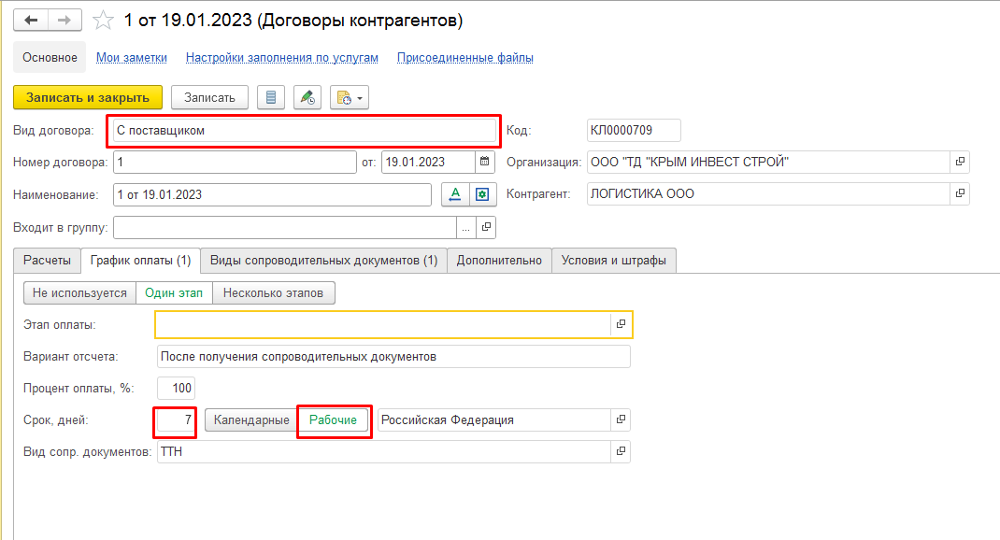 1 от 19.01.2023 (Договоры контрагентов)
Основное Мои заметки Настройки заполнения по услугам Присоединенные файлы
Записать и закрыть Записать
Вид договора: С поставщиком Код: КЛ0000709
Номер договора: 1 от: 19.01.2023 Организация: ООО "ТД "КРЫМ ИНВЕСТ СТРОЙ"
Наименование: 1 от 19.01.2023 А Контрагент: ЛОГИСТИКА ООО
Входит в группу: ...
Расчеты График оплаты (1) Виды сопроводительных документов (1) Дополнительно Условия и штрафы
Не используется Один этап Несколько этапов
Этап оплаты:
Вариант отсчета: После получения сопроводительных документов
Процент оплаты, %: 100
Срок, дней: 7 Календарные Рабочие Российская Федерация
Вид сопр. документов: ТТН